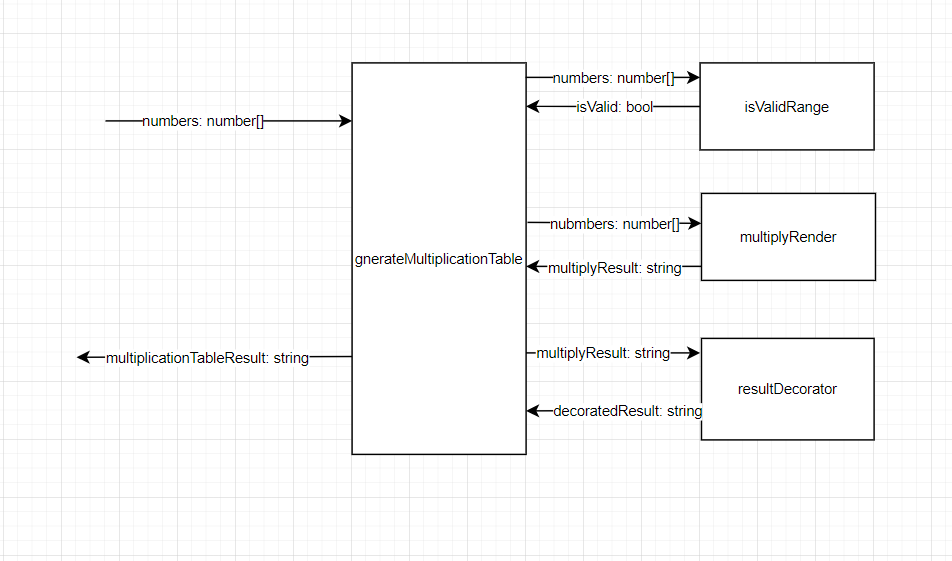 numbers: number[]
isValid: bool
isValidRange
numbers: number[]
nubmbers: number[]
multiplyRender
gnerateMultiplicationTable
multiplyResult: string
multiplyResult: string
multiplicationTableResult: string
resultDecorator
decoratedResult: string